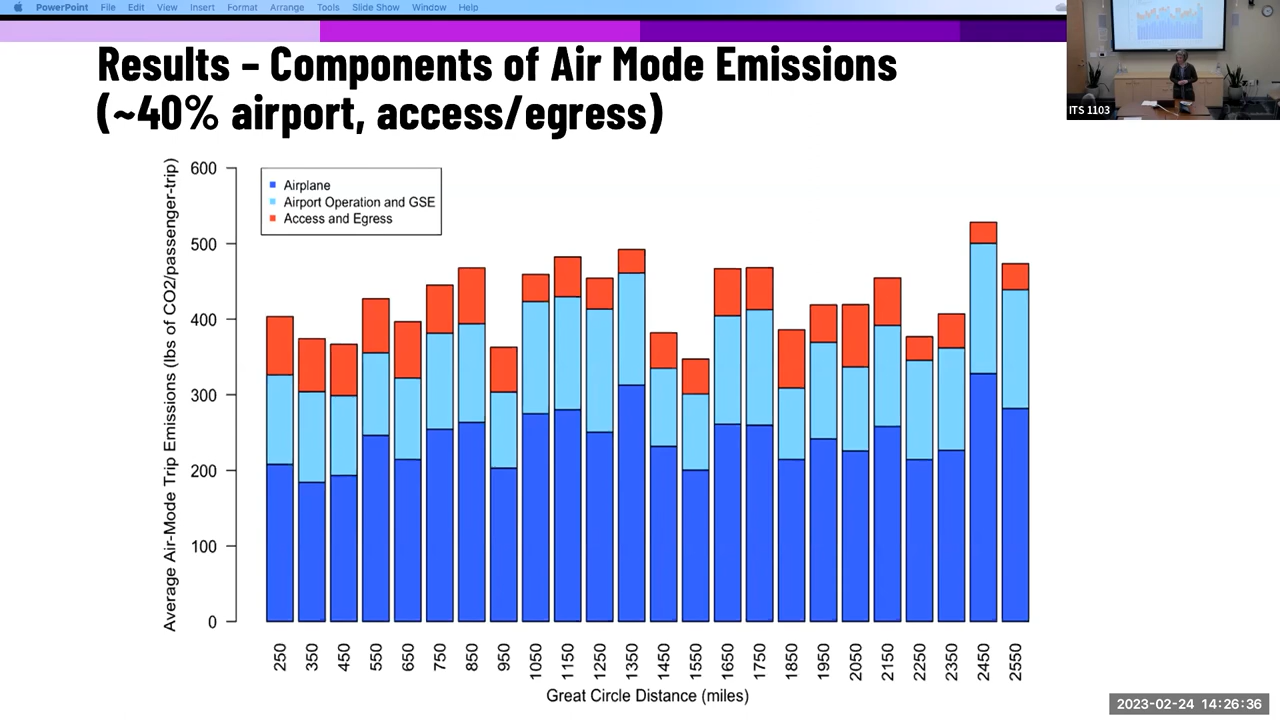 PowerPoint File Edit View Insert Format Arrange Tools Slide Show Window Help
Results – Components of Air Mode Emissions
(~40% airport, access/egress)
ITS 1103
Average Air-Mode Trip Emissions (lbs of CO2/passenger-trip)
600
500
400
300
200
100
0
Airplane
Airport Operation and GSE
Access and Egress
250 350 450 550 650 750 850 950 1050 1150 1250 1350 1450 1550 1650 1750 1850 1950 2050 2150 2250 2350 2450 2550
Great Circle Distance (miles)
2023-02-24 14:26:36